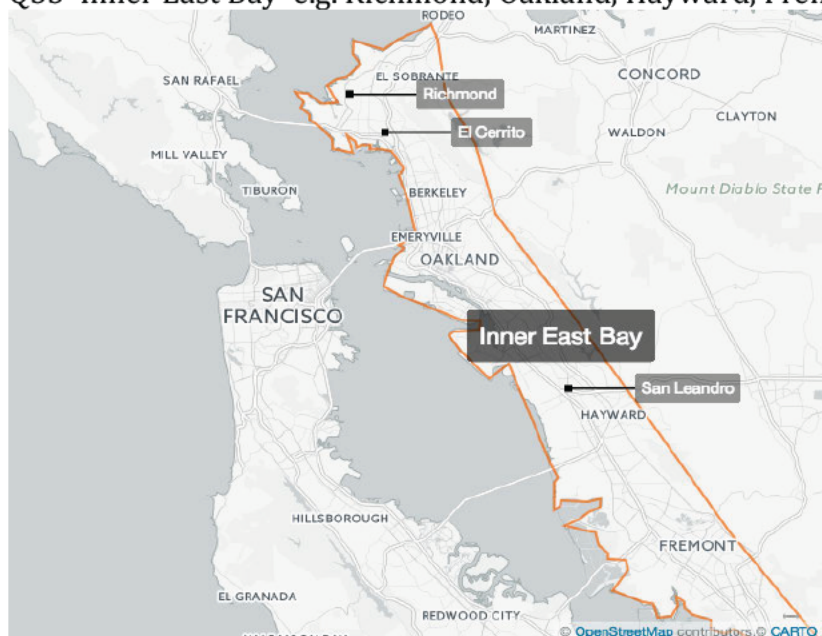 Inner East Bay e.g. Richmond, Oakland, Hayward,
RODEO
MARTINEZ
SAN RAFAEL
EL SOBRANTE
CONCORD
Richmond
CLAYTON
El Cerrito
WALDON
MILL VALLEY
TIBURON
BERKELEY
Mount Diablo State
EMERYVILLE
OAKLAND
SAN
FRANCISCO
Inner East Bay
San Leandro
HAYWARD
HILLSBOROUGH
FREMONT
EL GRANADA
REDWOOD CITY
© OpenStreetMap contributors © CARTO